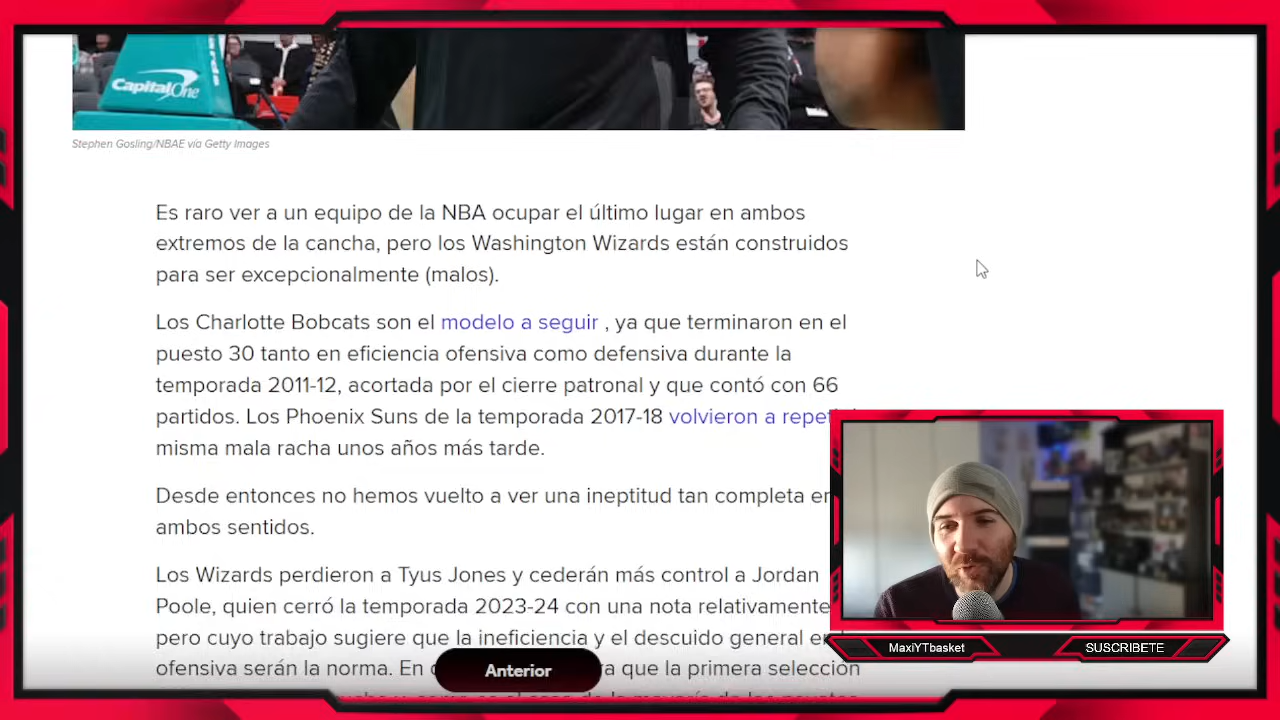 Capital One
Stephen Gosling/NBAE via Getty Images
Es raro ver a un equipo de la NBA ocupar el último lugar en ambos
extremos de la cancha, pero los Washington Wizards están construidos
para ser excepcionalmente (malos).
Los Charlotte Bobcats son el modelo a seguir , ya que terminaron en el
puesto 30 tanto en eficiencia ofensiva como defensiva durante la
temporada 2011-12, acortada por el cierre patronal y que contó con 66
partidos. Los Phoenix Suns de la temporada 2017-18 volvieron a
misma mala racha unos años más tarde.
Desde entonces no hemos vuelto a ver una ineptitud tan completa en
ambos sentidos.
Los Wizards perdieron a Tyus Jones y cederán más control a Jordan
Poole, quien cerró la temporada 2023-24 con una nota relativamente
pero cuyo trabajo sugiere que la ineficiencia y el descuido general
ofensiva serán la norma. En que la primera selección
Anterior
MaxiYTbasket
SUSCRIBETE